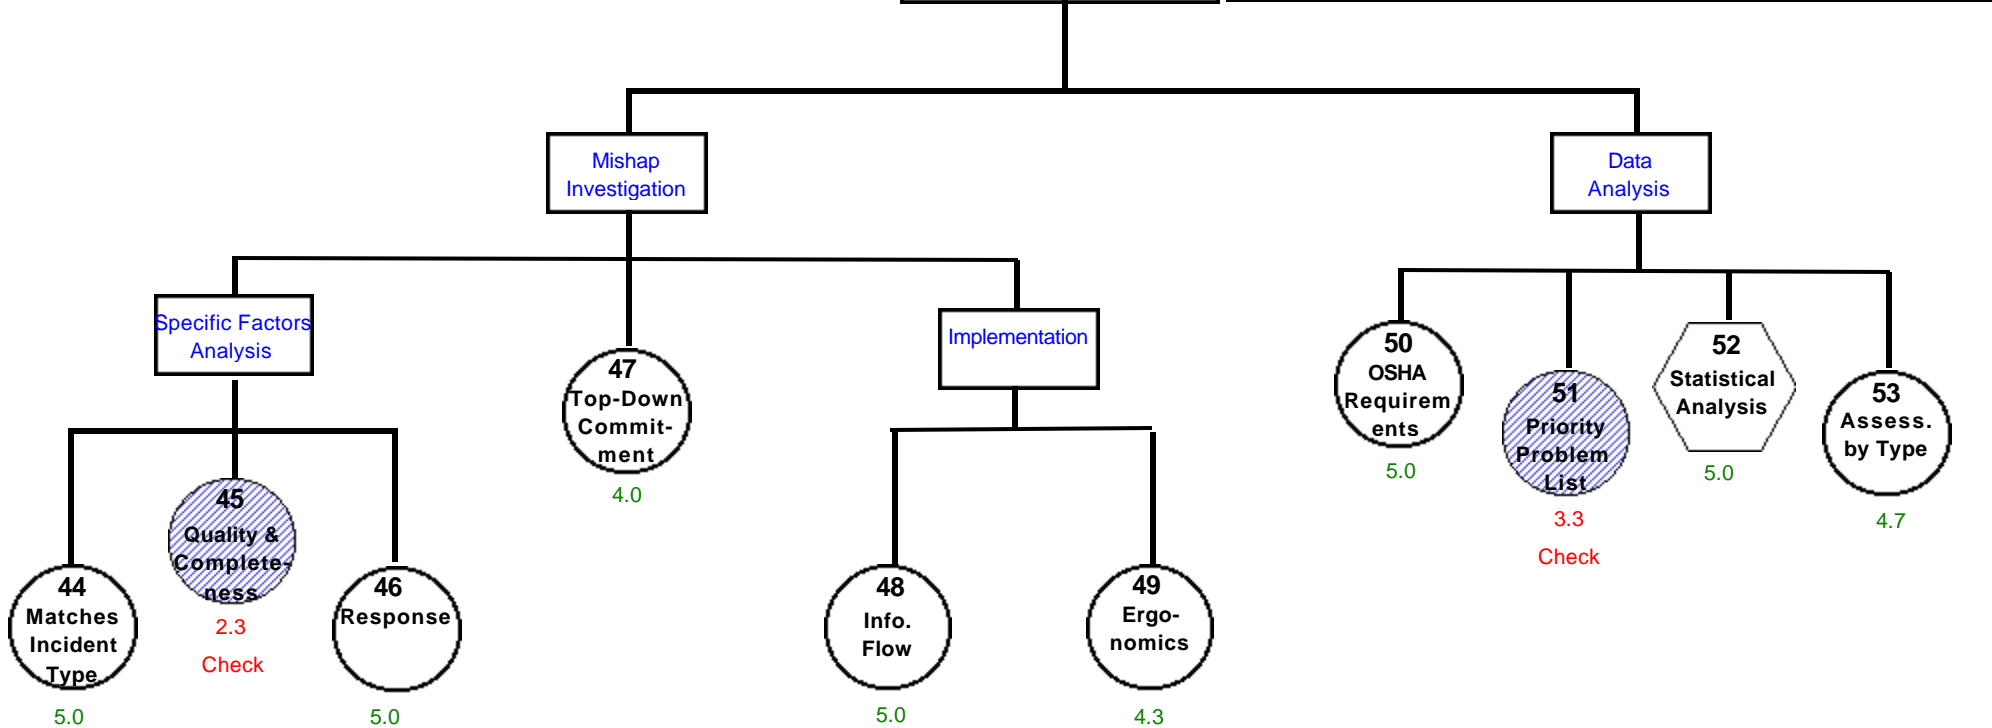 Mishap
Investigation
Data
Analysis
Specific Factors
Analysis
47
Top-Down
Commit-
ment
4.0
Implementation
50
OSHA
Requirem
ents
5.0
51
Priority
Problem
List
3.3
Check
52
Statistical
Analysis
5.0
53
Assess.
by Type
4.7
44
Matches
Incident
Type
5.0
45
Quality &
Complete-
ness
2.3
Check
46
Response
5.0
48
Info.
Flow
5.0
49
Ergo-
nomics
4.3